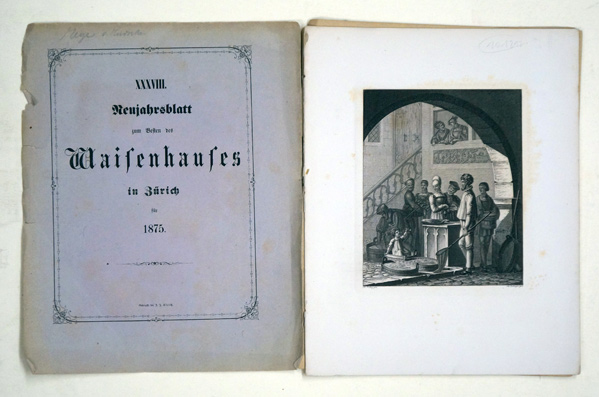 XXXVIII.
Neujahrsblatt
zum Besten des
Waisenhauses
in Zürich
für
1875.